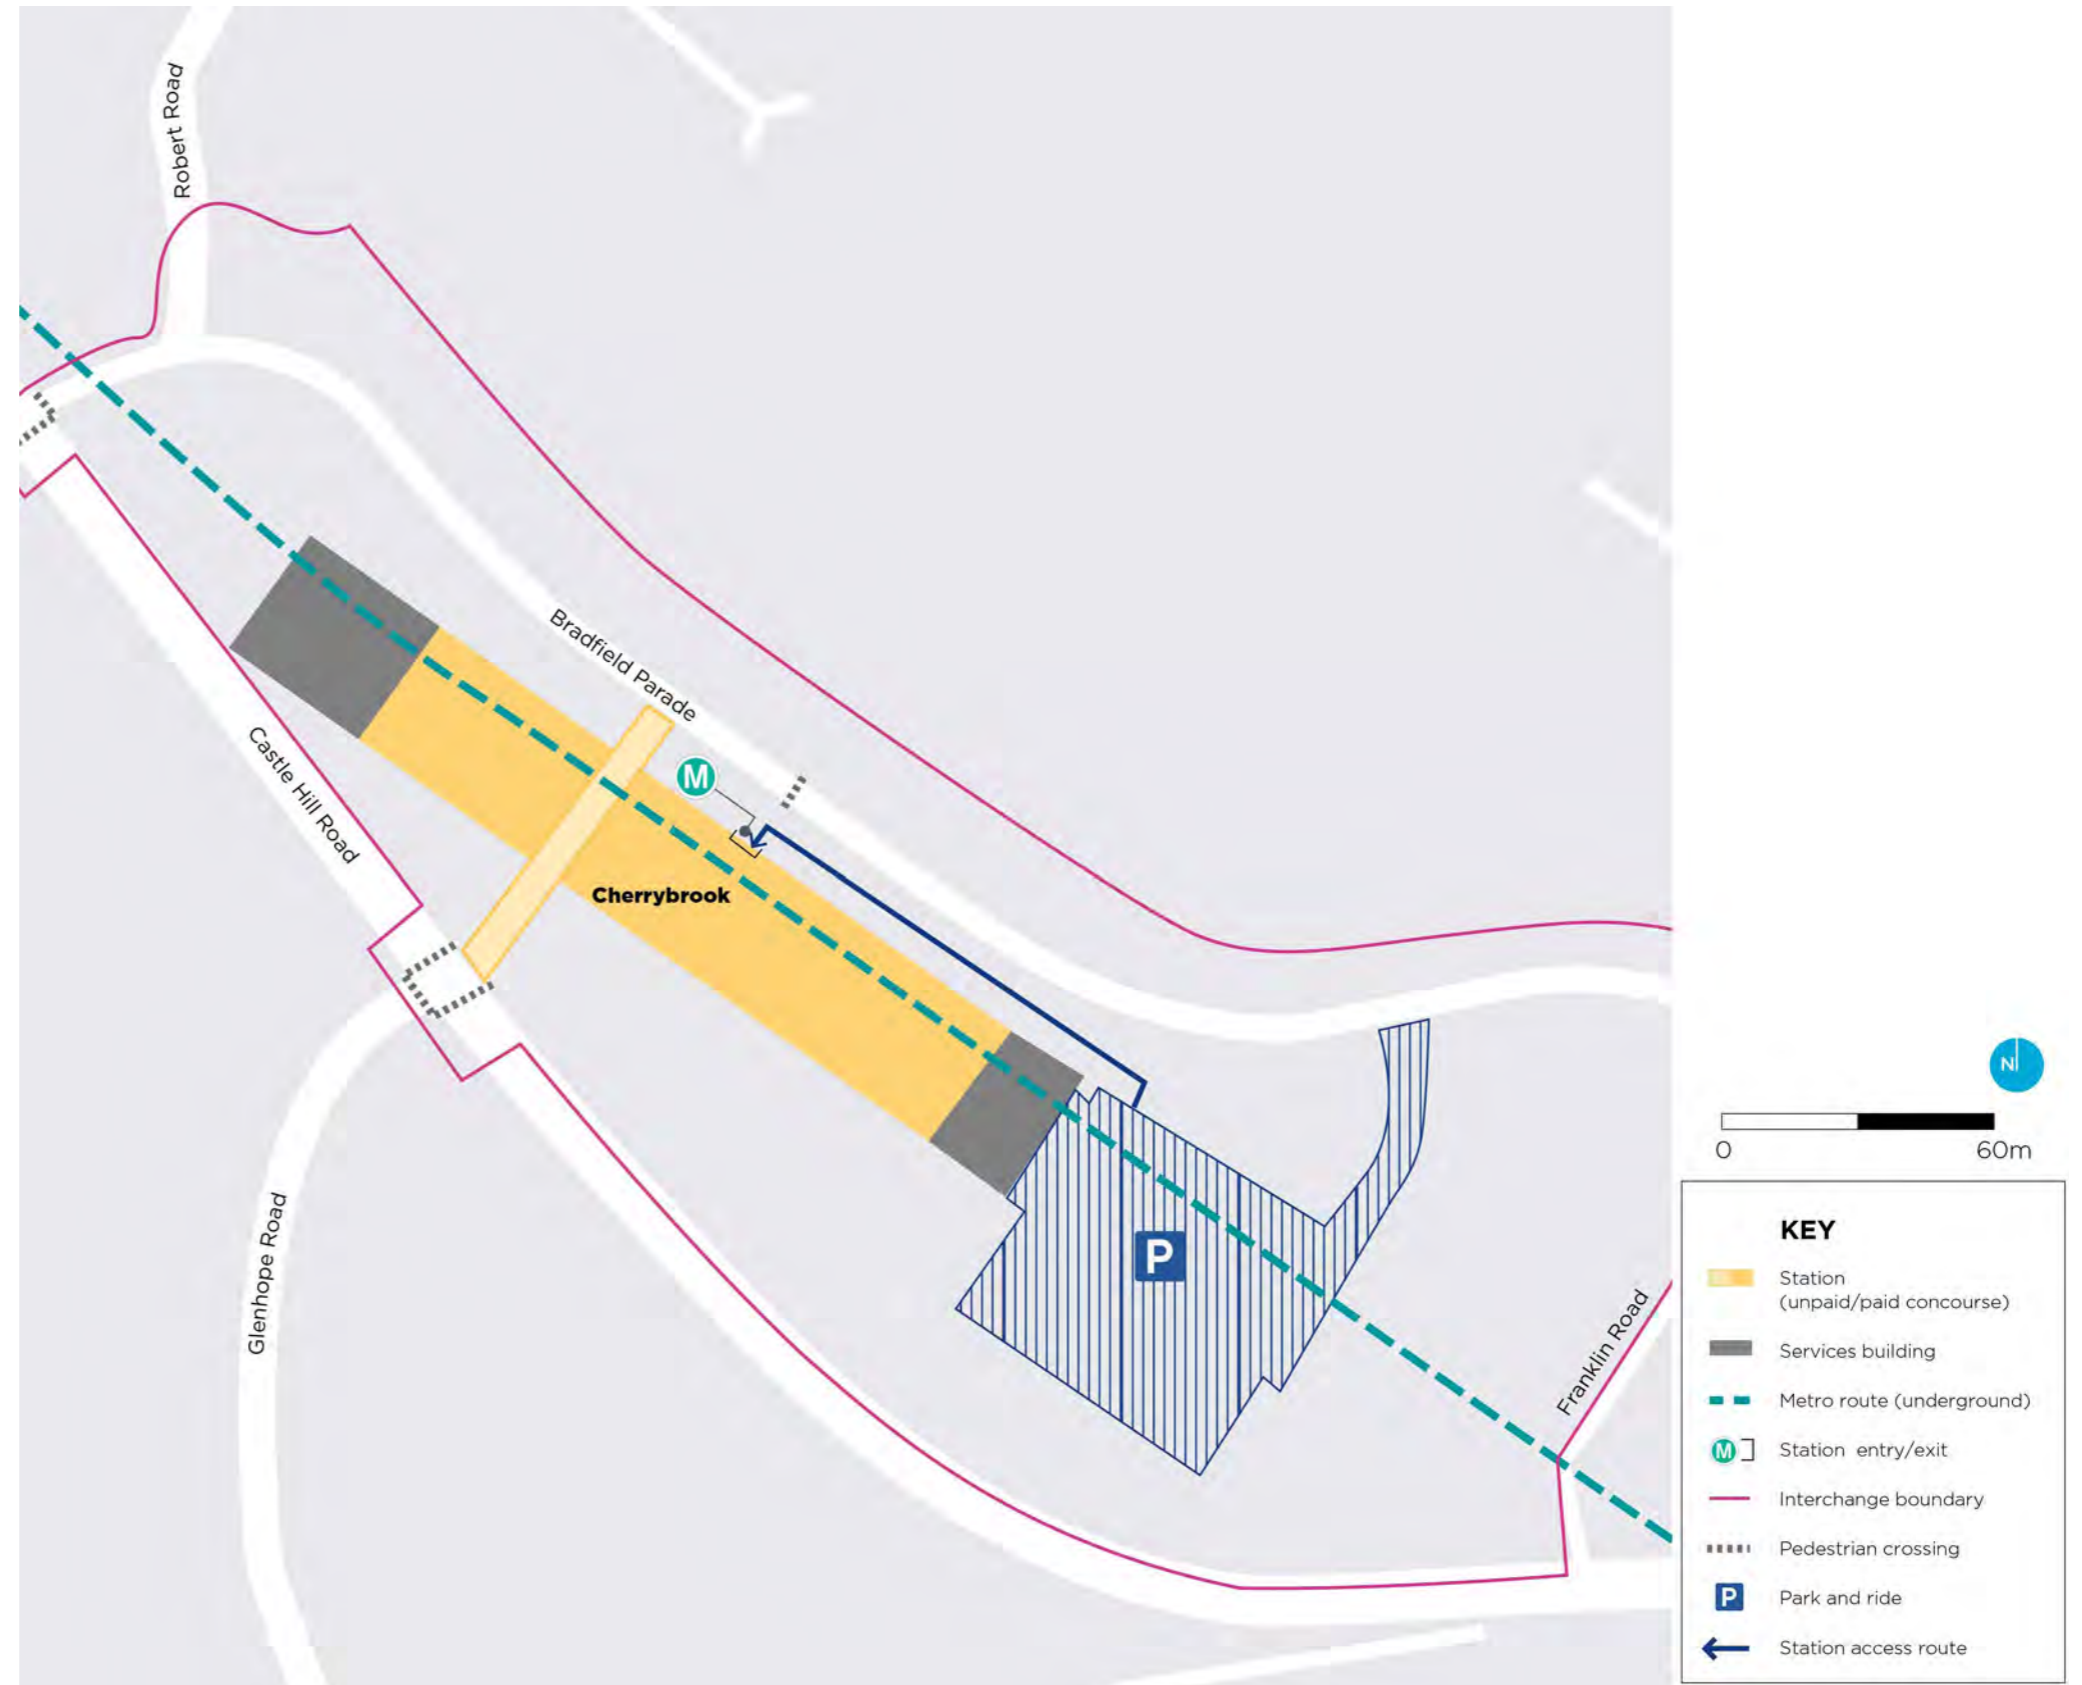 Robert Road
Bradfield Parade
M
Castle Hill Road
Cherrybrook
Glenhope Road
P
Franklin Road
N
0 60m
KEY
Station
(unpaid/paid concourse)
Services building
Metro route (underground)
M Station entry/exit
Interchange boundary
Pedestrian crossing
P Park and ride
Station access route